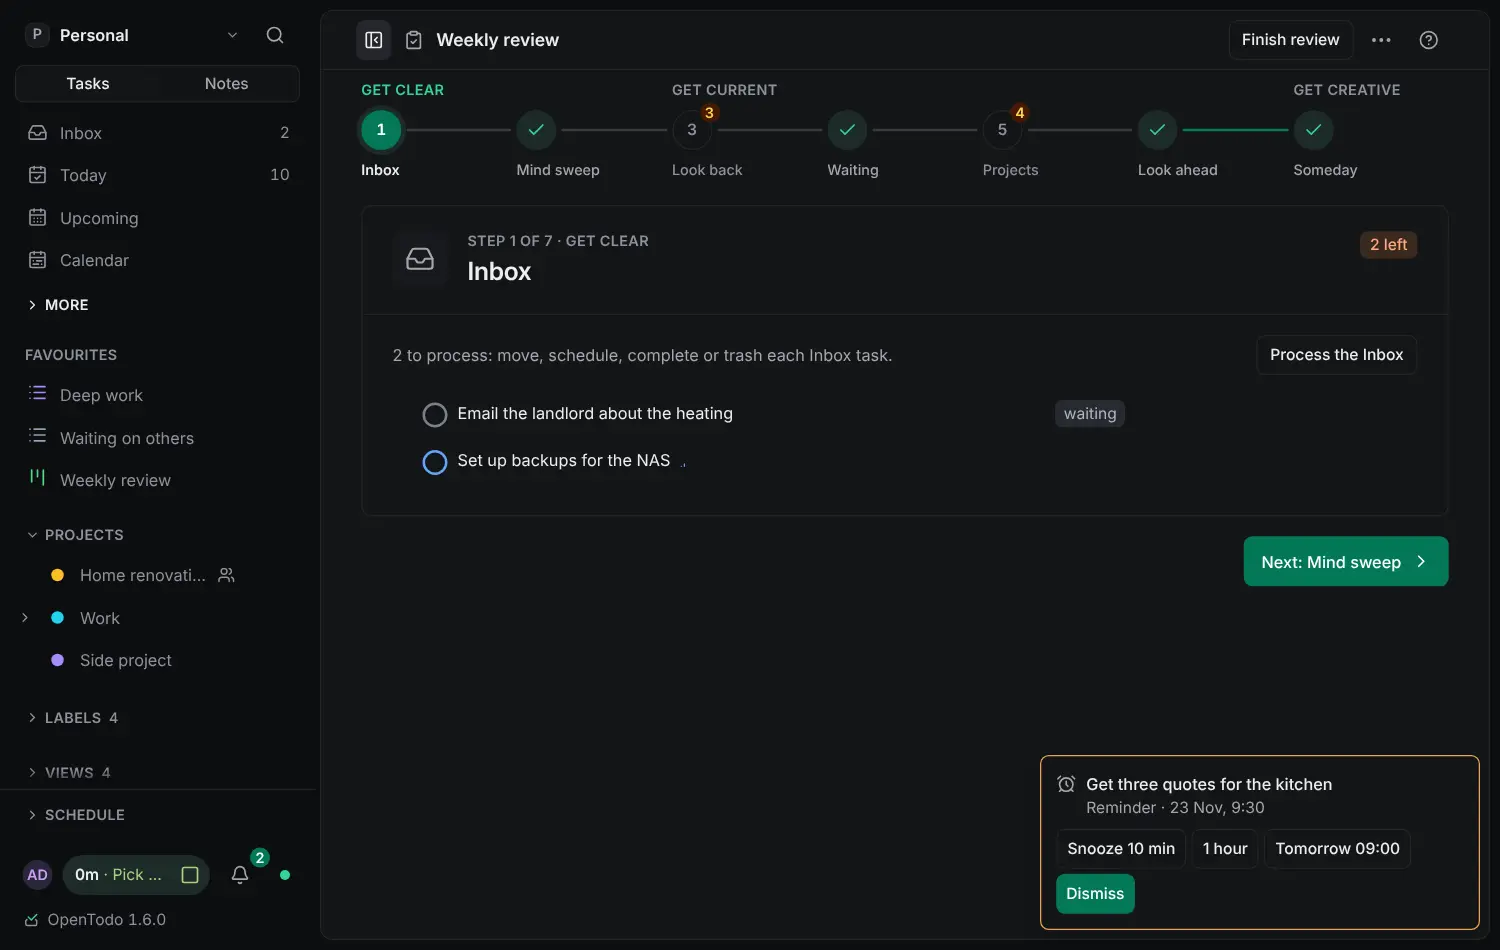 P Personal
Tasks Notes
Inbox 2
Today 10
Upcoming
Calendar
MORE
FAVOURITES
Deep work
Waiting on others
Weekly review
PROJECTS
Home renovati...
Work
Side project
LABELS 4
VIEWS 4
SCHEDULE
AD 0m · Pick ... 2
OpenTodo 1.6.0
Weekly review Finish review
GET CLEAR GET CURRENT GET CREATIVE
1 3 3 5 4
Inbox Mind sweep Look back Waiting Projects Look ahead Someday
STEP 1 OF 7 · GET CLEAR
Inbox
2 left
2 to process: move, schedule, complete or trash each Inbox task. Process the Inbox
Email the landlord about the heating waiting
Set up backups for the NAS
Next: Mind sweep
Get three quotes for the kitchen
Reminder · 23 Nov, 9:30
Snooze 10 min 1 hour Tomorrow 09:00
Dismiss